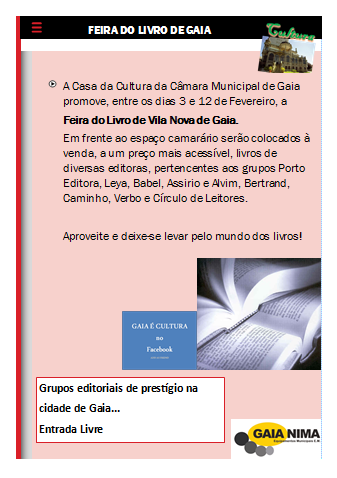 FEIRA DO LIVRO DE GAIA
Cultura
A Casa da Cultura da Câmara Municipal de Gaia
promove, entre os dias 3 e 12 de Fevereiro, a
Feira do Livro de Vila Nova de Gaia.
Em frente ao espaço camarário serão colocados à
venda, a um preço mais acessível, livros de
diversas editoras, pertencentes aos grupos Porto
Editora, Leya, Babel, Assirio e Alvim, Bertrand,
Caminho, Verbo e Círculo de Leitores.
Aproveite e deixe-se levar pelo mundo dos livros!
GAIA É CULTURA
no
Facebook
Grupos editoriais de prestígio na
cidade de Gaia...
Entrada Livre
GAIA NIMA
Equipamentos Municipais E.M.